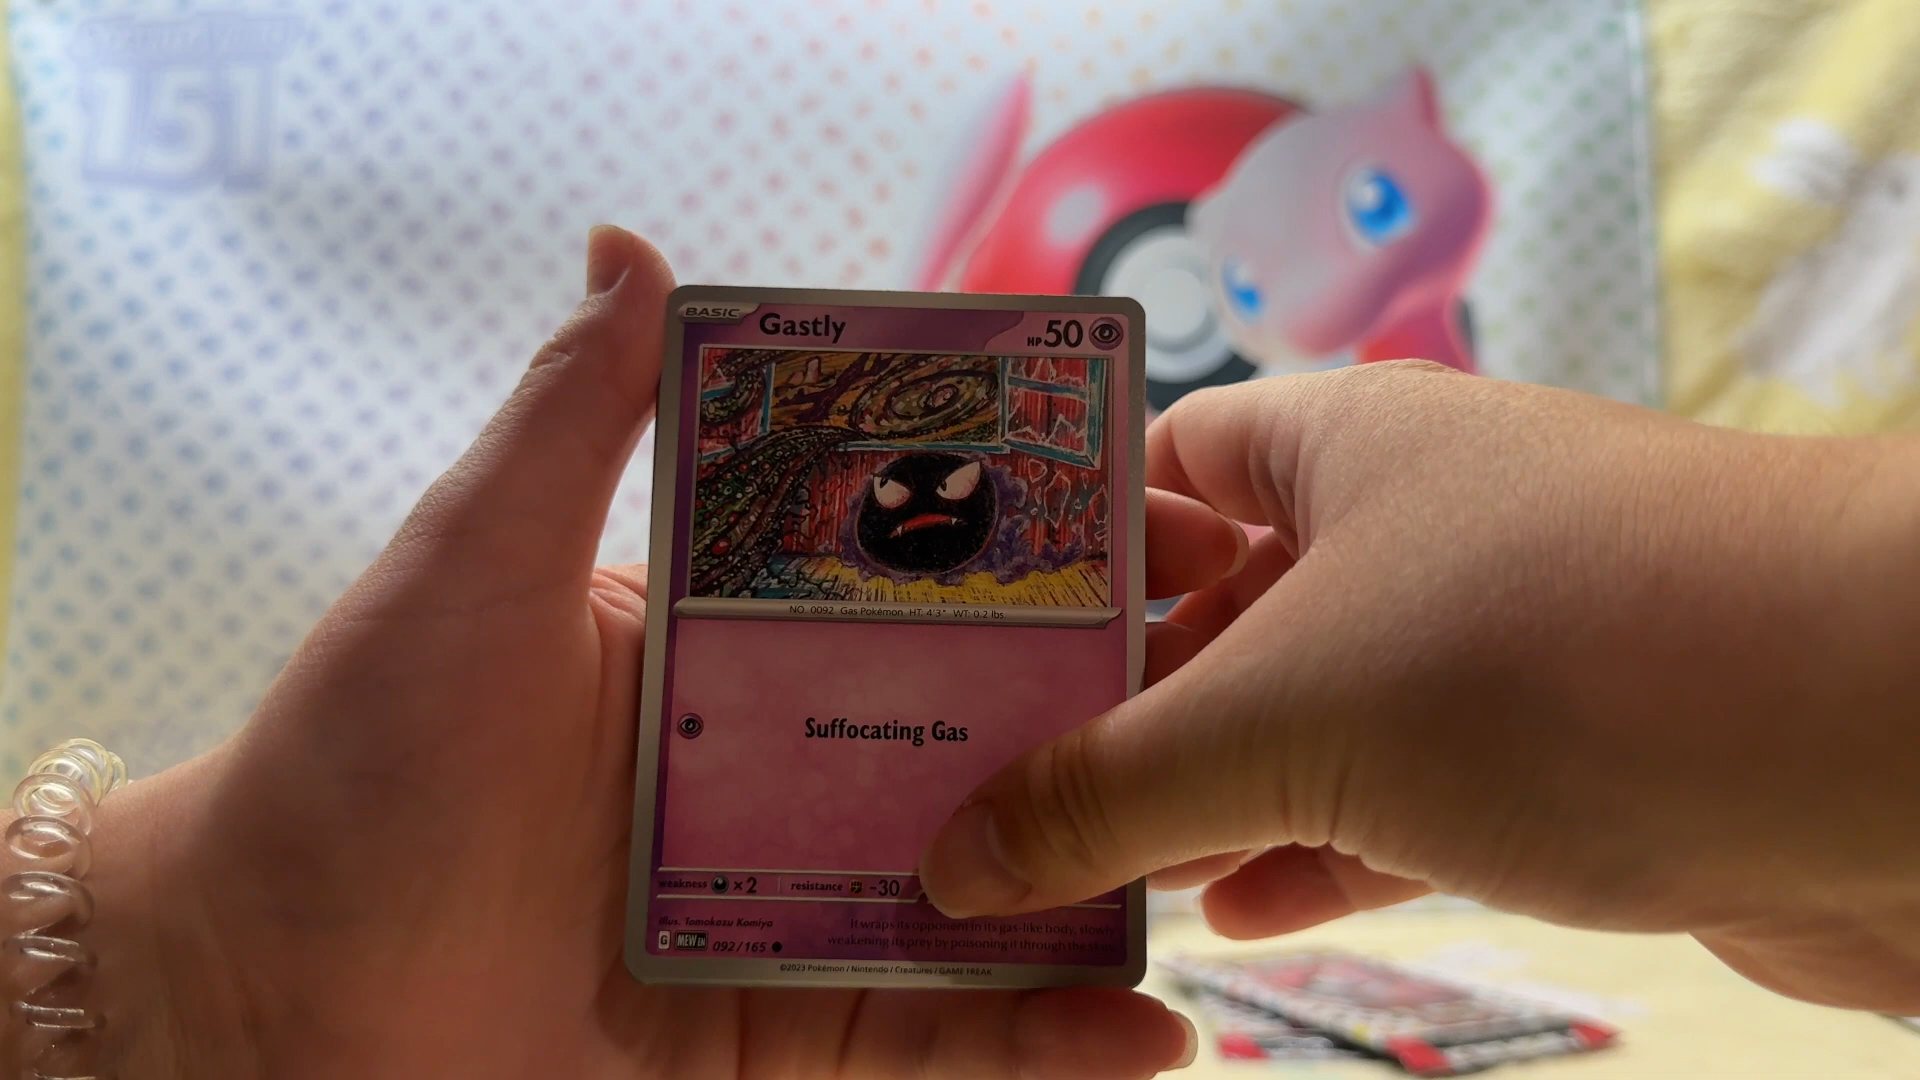 151
BASIC Gastly HP 50
NO. 0092 Gas Pokémon HT: 4'3" WT: 0.2 lbs.
Suffocating Gas
weakness ×2 resistance -30
Illus. Tomokazu Komiya
It wraps its opponent in its gas-like body, slowly
weakening its prey by poisoning it through the skin.
G MEW EN 092/165
©2023 Pokémon / Nintendo / Creatures / GAME FREAK